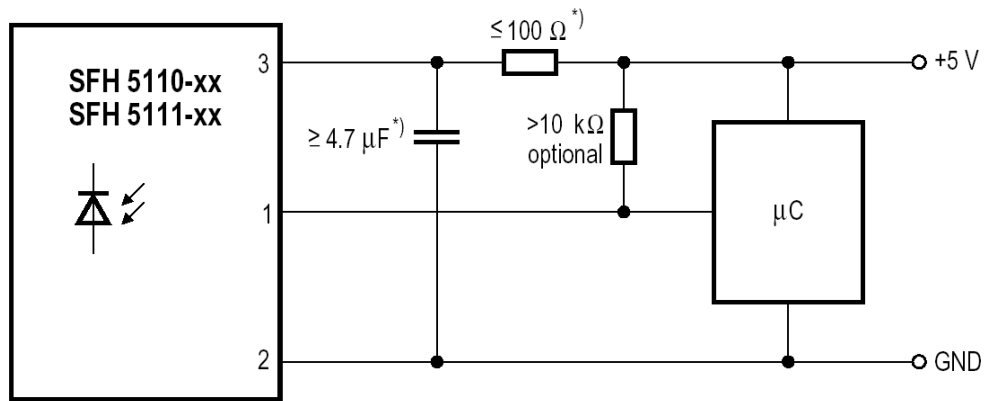 ≤ 100 Ω *)
3
+5 V
SFH 5110-xx
SFH 5111-xx
≥ 4.7 µF *)
>10 kΩ
optional
1
µC
2
GND